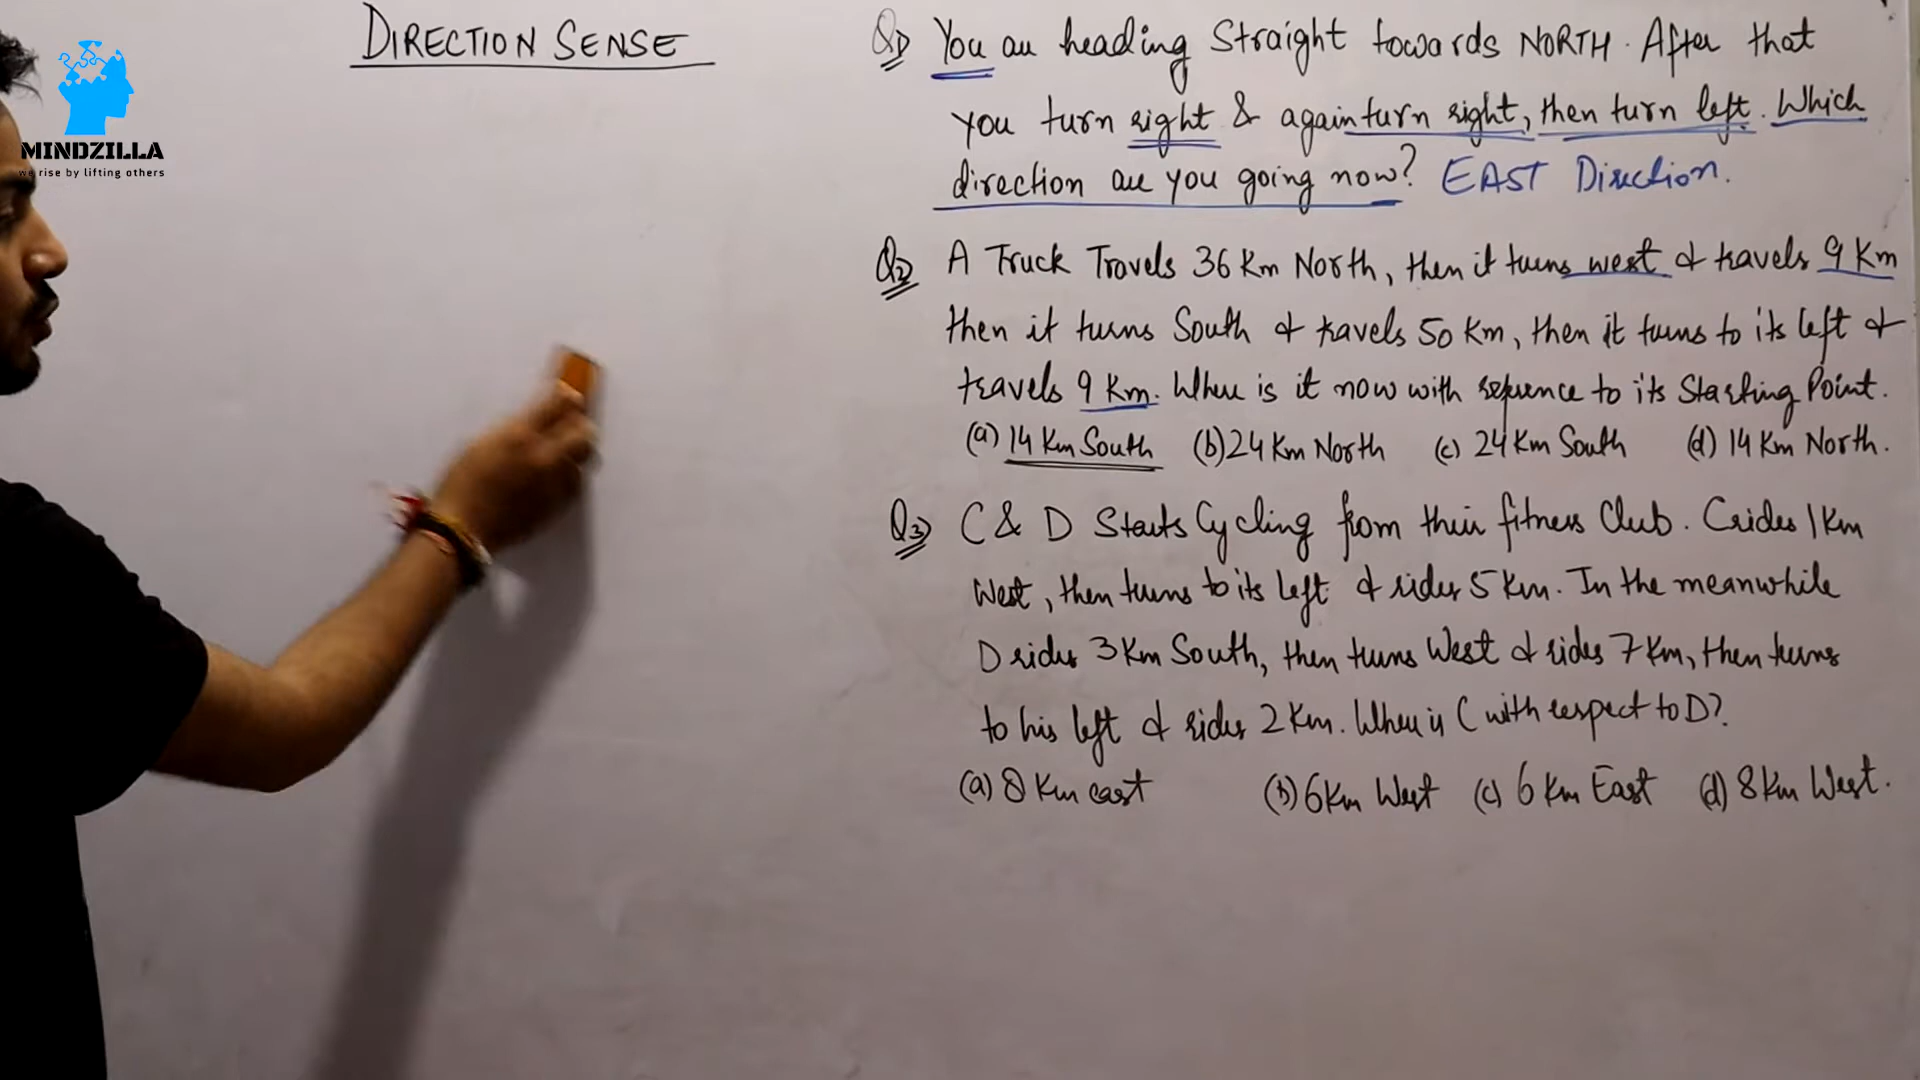 MINDZILLA
we rise by lifting others
DIRECTION SENSE
Q1 You are heading Straight towards NORTH. After that
you turn right & again turn right, then turn left. Which
direction are you going now? EAST Direction.
Q2 A Truck Travels 36 Km North, then it turns west & travels 9 Km
then it turns South & travels 50 Km, then it turns to its left &
travels 9 Km. Where is it now with reference to its Starting Point.
(a) 14 Km South (b) 24 Km North (c) 24 Km South (d) 14 Km North.
Q3 C & D Starts Cycling from their fitness Club. C rides 1 Km
West, then turns to its left & rides 5 Km. In the meanwhile
D rides 3 Km South, then turns West & rides 7 Km, then turns
to his left & rides 2 Km. Where is C with respect to D?
(a) 8 Km east (b) 6 Km West (c) 6 Km East (d) 8 Km West.